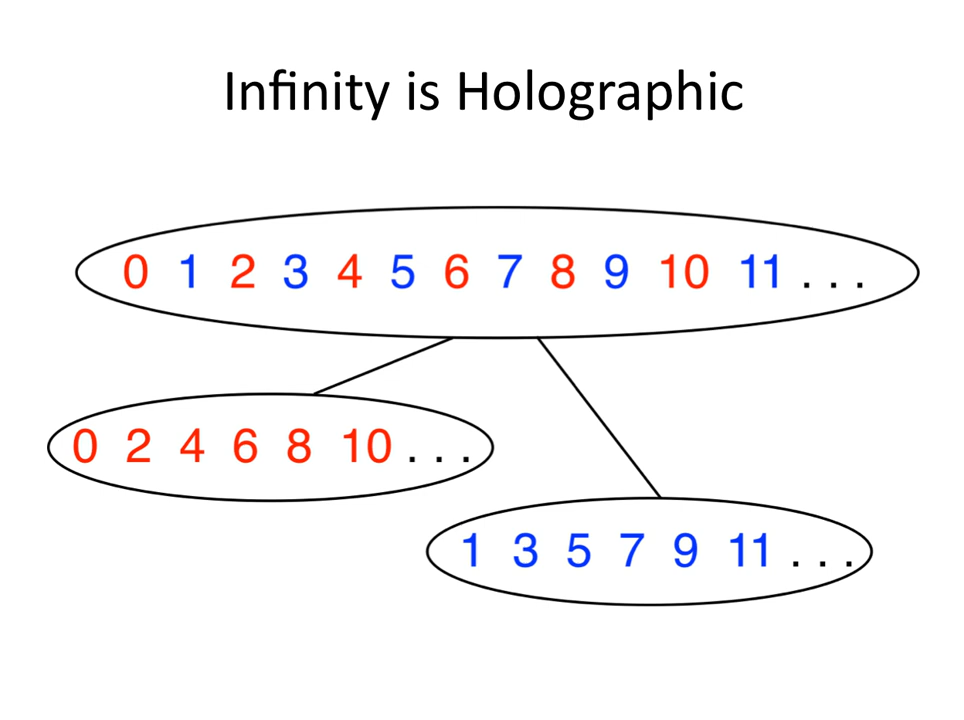 Infinity is Holographic
0 1 2 3 4 5 6 7 8 9 10 11 . . .
0 2 4 6 8 10 . . .
1 3 5 7 9 11 . . .